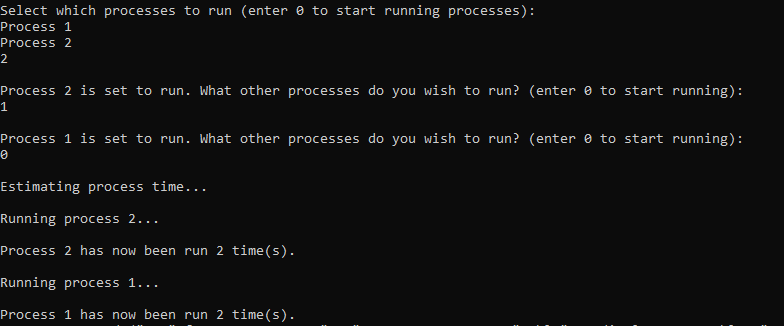 Select which processes to run (enter 0 to start running processes):
Process 1
Process 2
2
Process 2 is set to run. What other processes do you wish to run? (enter 0 to start running):
1
Process 1 is set to run. What other processes do you wish to run? (enter 0 to start running):
0
Estimating process time...
Running process 2...
Process 2 has now been run 2 time(s).
Running process 1...
Process 1 has now been run 2 time(s).